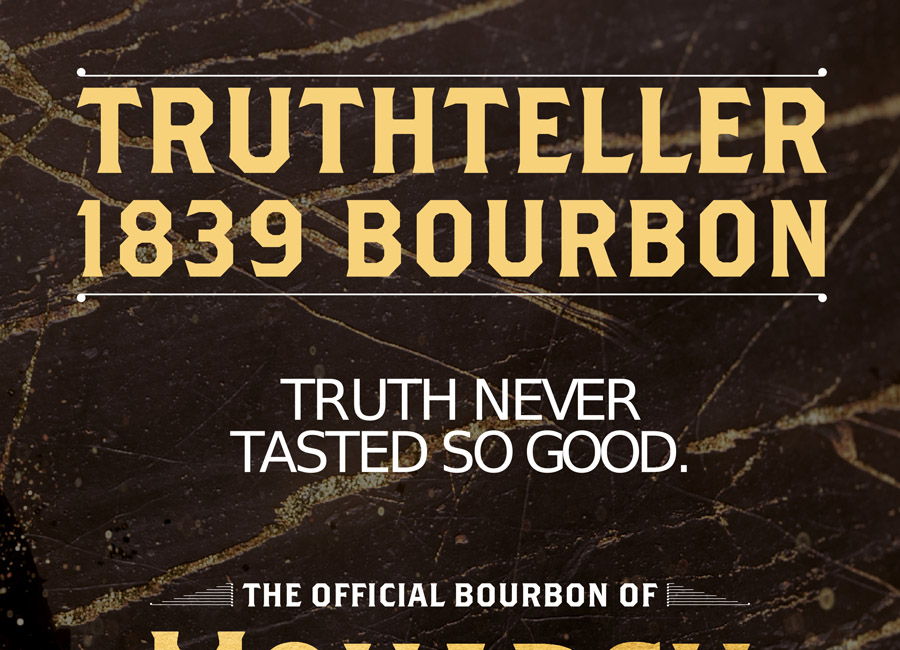 TRUTHTELLER
1839 BOURBON
TRUTH NEVER
TASTED SO GOOD.
THE OFFICIAL BOURBON OF